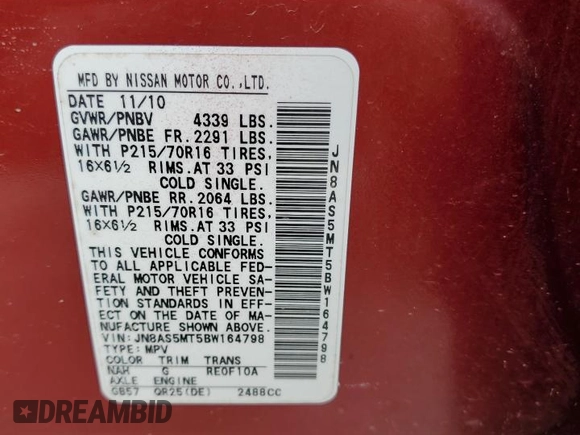 MFD BY NISSAN MOTOR CO.,LTD.
DATE 11/10
GVWR/PNBV 4339 LBS.
GAWR/PNBE FR.2291 LBS.
WITH P215/70R16 TIRES,
16X6½ RIMS.AT 33 PSI
COLD SINGLE.
GAWR/PNBE RR.2064 LBS.
WITH P215/70R16 TIRES,
16X6½ RIMS.AT 33 PSI
COLD SINGLE.
THIS VEHICLE CONFORMS
TO ALL APPLICABLE FED-
ERAL MOTOR VEHICLE SA-
FETY AND THEFT PREVEN-
TION STANDARDS IN EFF-
ECT ON THE DATE OF MA-
NUFACTURE SHOWN ABOVE.
VIN:JN8AS5MT5BW164798
TYPE:MPV
COLOR TRIM TRANS
NAH G RE0F10A
AXLE ENGINE
GB57 QR25(DE) 2488CC
JN8AS5MT5BW164798
DREAMBID